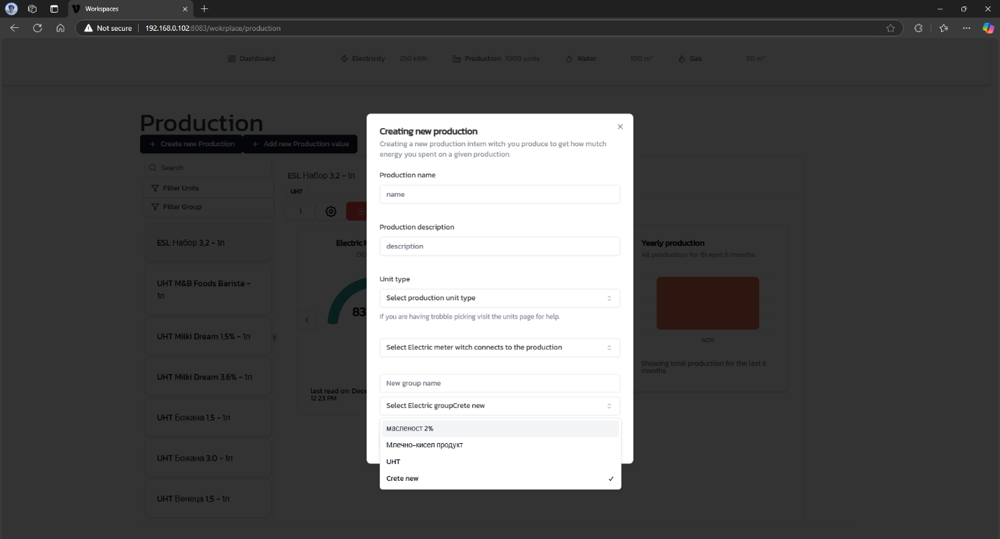 Workspaces
Not secure
192.168.0.102:8083/wokrplace/production
Dashboard
Electricity 250 kWh
Production 1000 units
Water 100 m³
Gas 50 m³
Production
Create new Production
Add new Production value
Search
Filter Units
Filter Group
ESL Набор 3,2 - 1л
UHT M&B Foods Barista -
1л
UHT Milki Dream 1,5% - 1л
UHT Milki Dream 3.6% - 1л
UHT Божана 1,5 - 1л
UHT Божана 3.0 - 1л
UHT Венеца 1,5 - 1л
ESL Набор 3,2 - 1л
UHT
i
Electric
DE
83
last read on: Dece
12:23 PM
Creating new production
Creating a new production intem witch you produce to get how mutch
energy you spent on a given production.
Production name
name
Production description
description
Unit type
Select production unit type
If you are having trobble picking visit the units page for help.
Select Electric meter witch connects to the production
New group name
Select Electric groupCrete new
масленост 2%
Млечно-кисел продукт
UHT
Crete new
Yearly production
All production for th epst 6 months.
NOV
Showing total production for the last 6
months